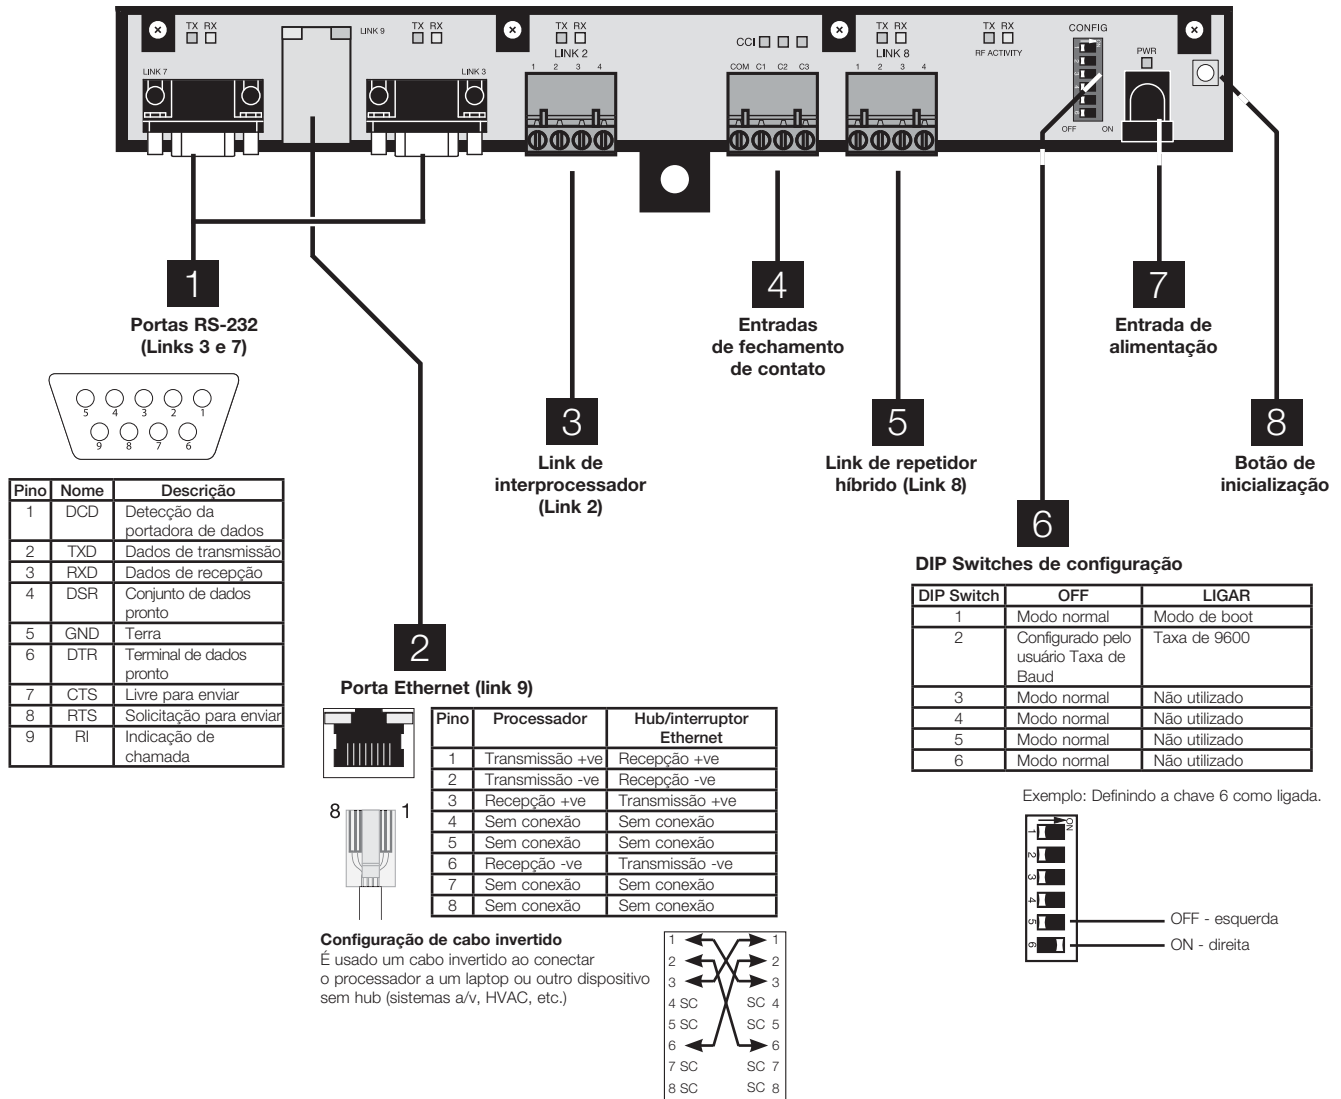 TX RX
LINK 9
TX RX
TX RX
LINK 2
CCI
TX RX
LINK 8
TX RX
RF ACTIVITY
CONFIG
PWR
LINK 7
LINK 3
1 2 3 4
COM C1 C2 C3
1 2 3 4
OFF ON
1
Portas RS-232
(Links 3 e 7)
4
Entradas
de fechamento
de contato
7
Entrada de
alimentação
3
Link de
interprocessador
(Link 2)
5
Link de repetidor
híbrido (Link 8)
8
Botão de
inicialização
5 4 3 2 1
9 8 7 6
Pino Nome Descrição
1 DCD Detecção da
portadora de dados
2 TXD Dados de transmissão
3 RXD Dados de recepção
4 DSR Conjunto de dados
pronto
5 GND Terra
6 DTR Terminal de dados
pronto
7 CTS Livre para enviar
8 RTS Solicitação para enviar
9 RI Indicação de
chamada
6
DIP Switches de configuração
DIP Switch OFF LIGAR
1 Modo normal Modo de boot
2 Configurado pelo Taxa de 9600
usuário Taxa de
Baud
3 Modo normal Não utilizado
4 Modo normal Não utilizado
5 Modo normal Não utilizado
6 Modo normal Não utilizado
Exemplo: Definindo a chave 6 como ligada.
ON
1
2
3
4
5
6
OFF - esquerda
ON - direita
2
Porta Ethernet (link 9)
8 1
Pino Processador Hub/interruptor
Ethernet
1 Transmissão +ve Recepção +ve
2 Transmissão -ve Recepção -ve
3 Recepção +ve Transmissão +ve
4 Sem conexão Sem conexão
5 Sem conexão Sem conexão
6 Recepção -ve Transmissão -ve
7 Sem conexão Sem conexão
8 Sem conexão Sem conexão
Configuração de cabo invertido
É usado um cabo invertido ao conectar
o processador a um laptop ou outro dispositivo
sem hub (sistemas a/v, HVAC, etc.)
1 1
2 2
3 3
4 SC SC 4
5 SC SC 5
6 6
7 SC SC 7
8 SC SC 8